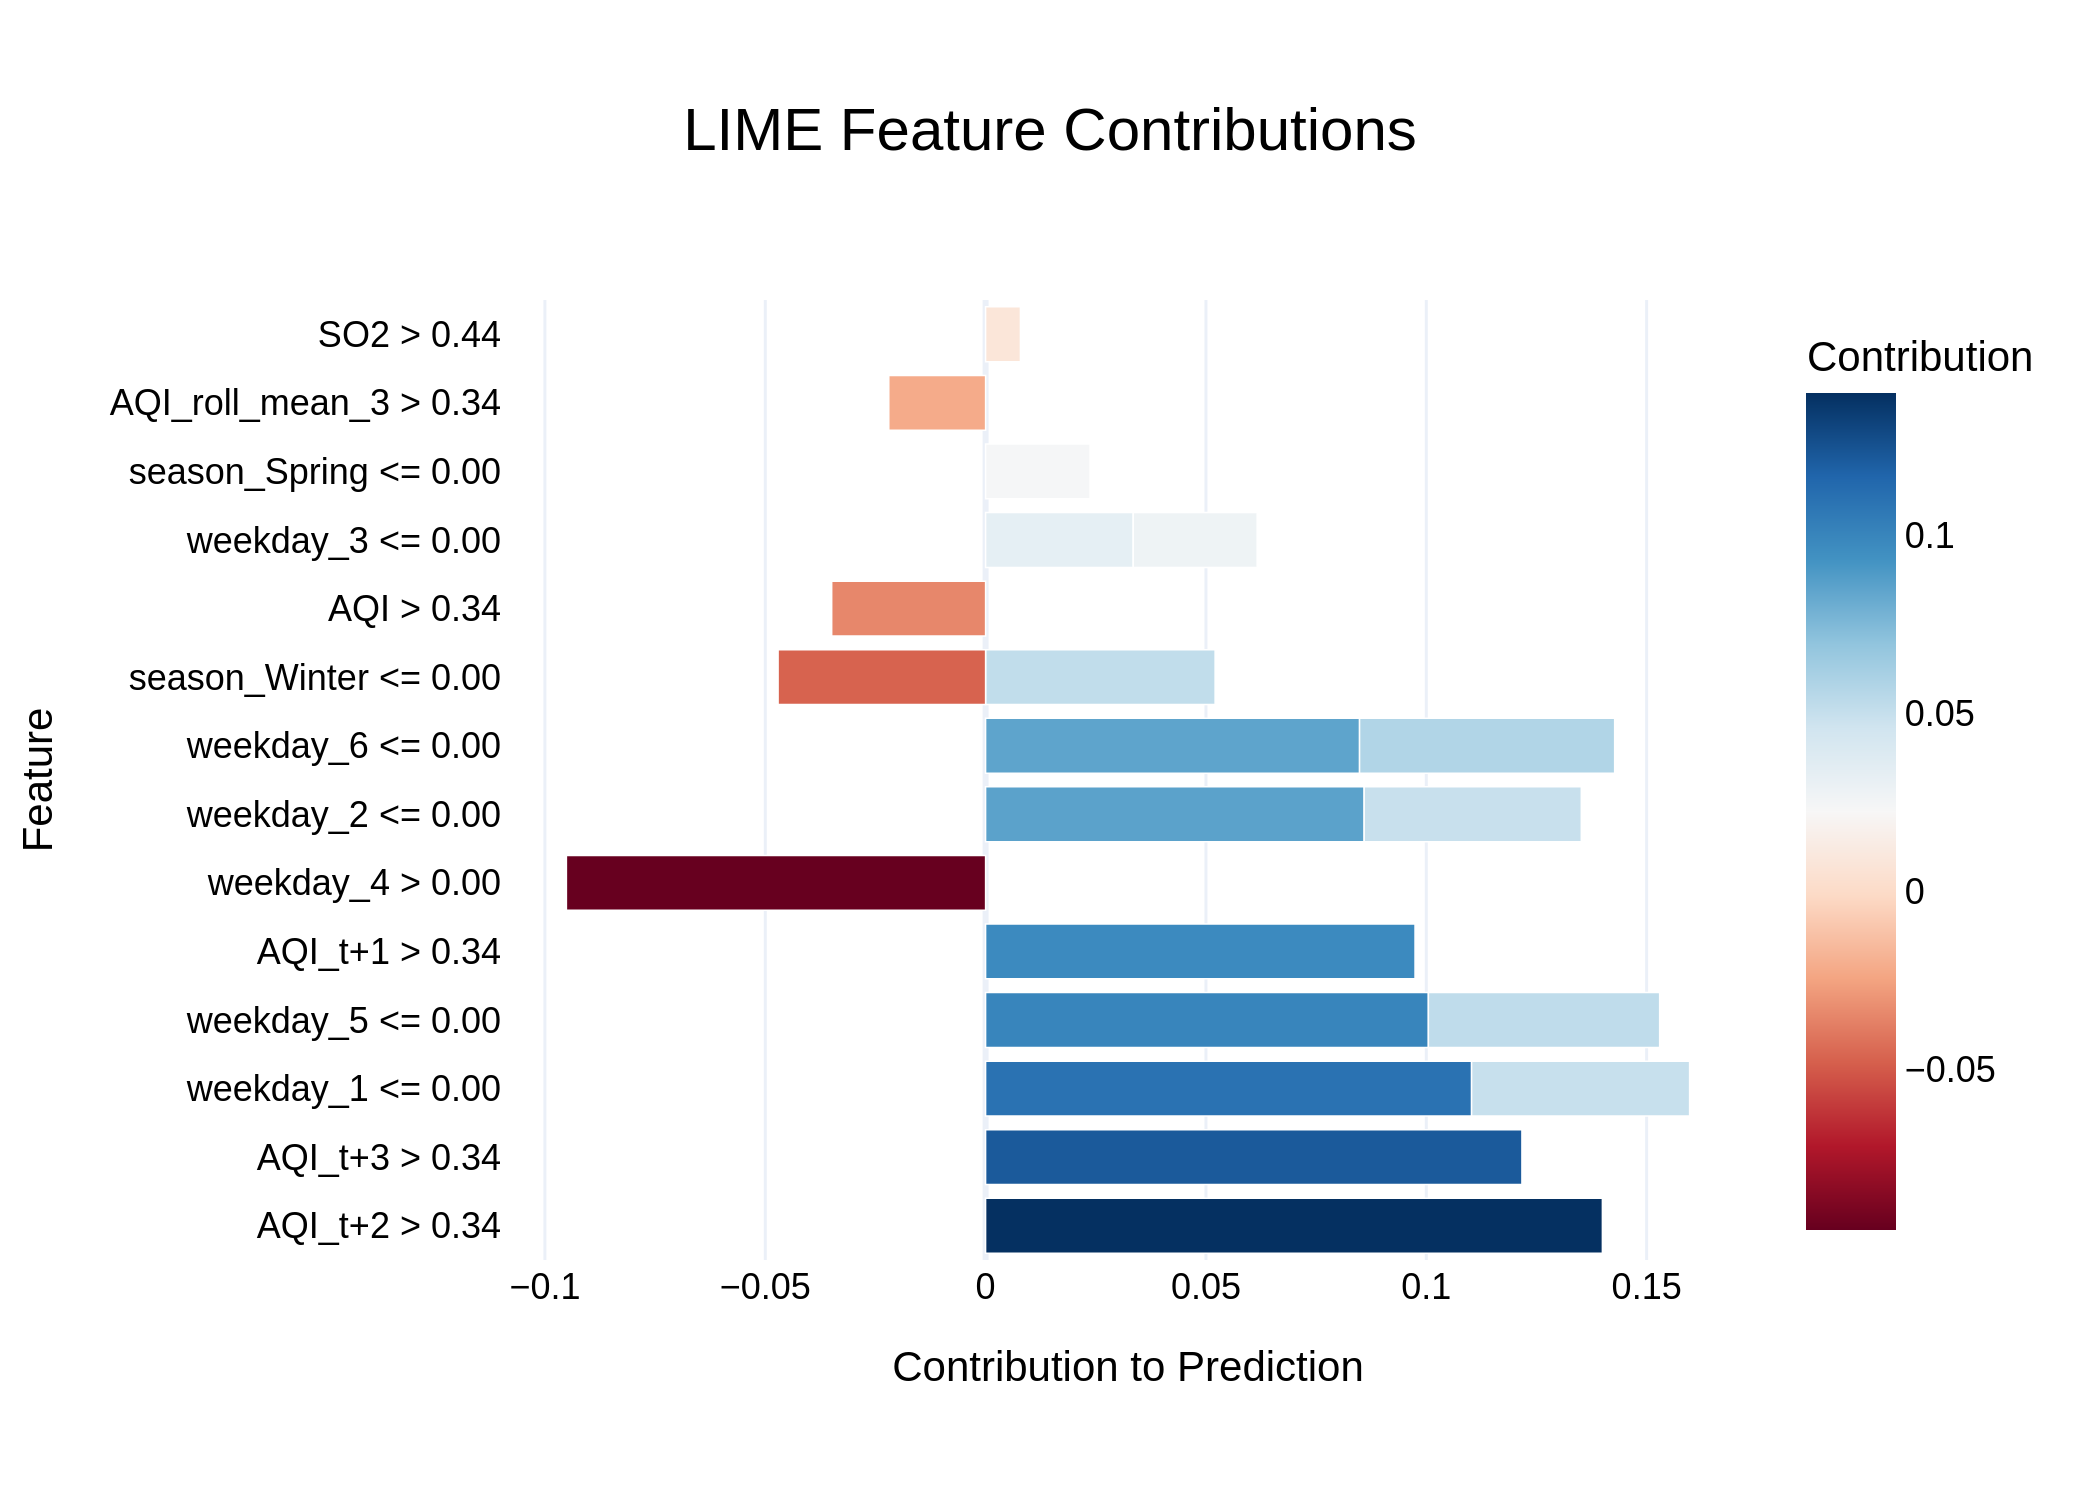 LIME Feature Contributions
SO2 > 0.44
AQI_roll_mean_3 > 0.34
season_Spring <= 0.00
weekday_3 <= 0.00
AQI > 0.34
season_Winter <= 0.00
weekday_6 <= 0.00
weekday_2 <= 0.00
weekday_4 > 0.00
AQI_t+1 > 0.34
weekday_5 <= 0.00
weekday_1 <= 0.00
AQI_t+3 > 0.34
AQI_t+2 > 0.34
Feature
−0.1 −0.05 0 0.05 0.1 0.15
Contribution to Prediction
Contribution
0.1
0.05
0
−0.05